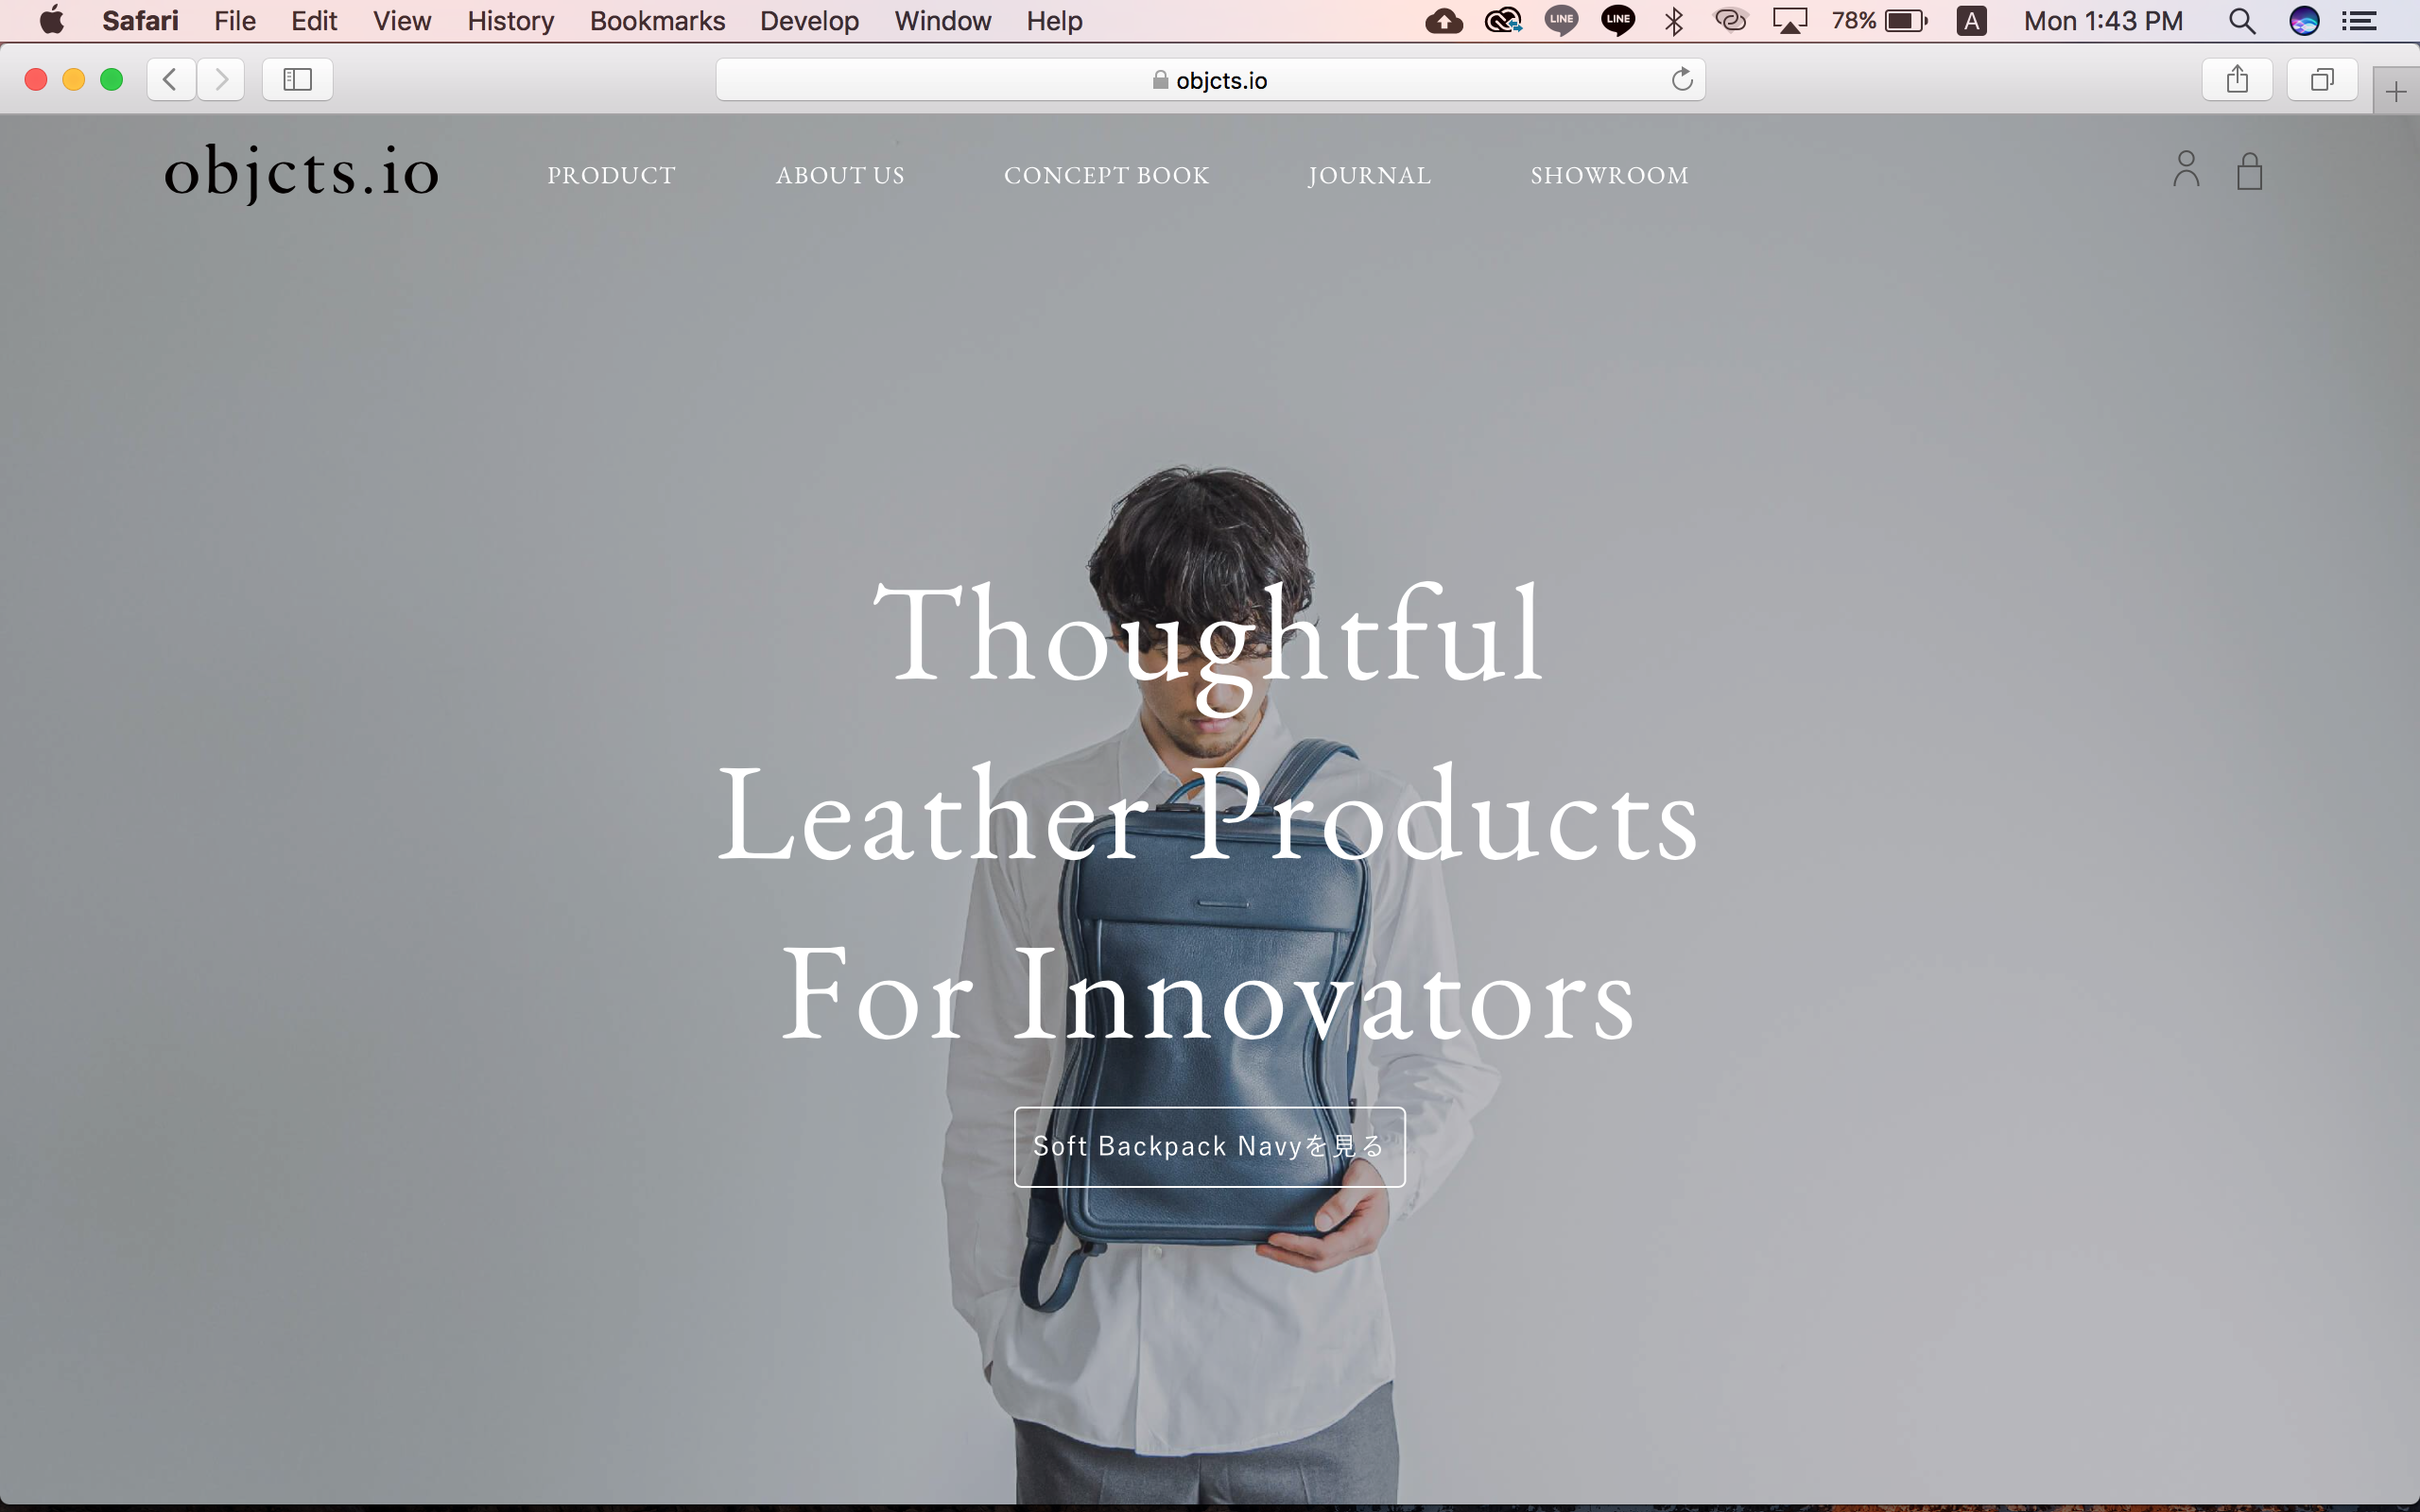 Safari File Edit View History Bookmarks Develop Window Help LINE LINE 78% A Mon 1:43 PM
objcts.io
objcts.io PRODUCT ABOUT US CONCEPT BOOK JOURNAL SHOWROOM
Thoughtful
Leather Products
For Innovators
Soft Backpack Navyを見る